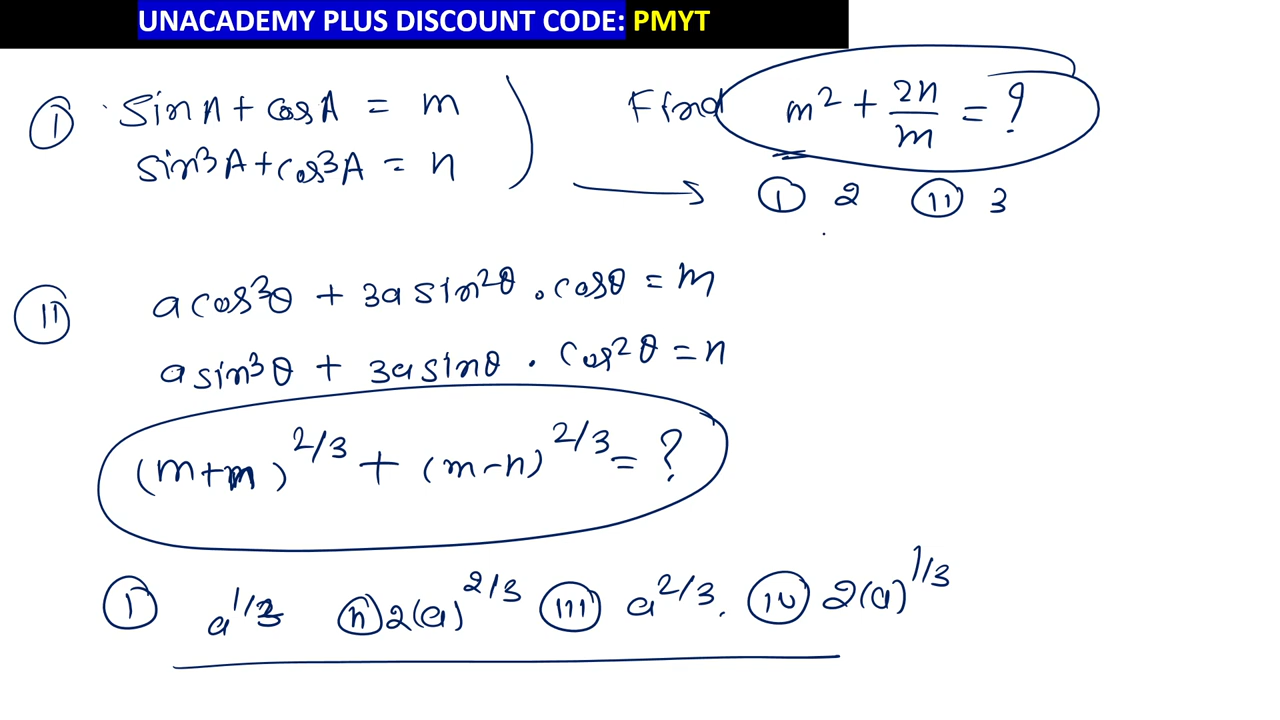 UNACADEMY PLUS DISCOUNT CODE: PMYT
① sin A + cos A = m
sin³A + cos³A = n
Find m² + 2n/m = ?
ⓘ 2 ⓘⓘ 3
ⓘⓘ a cos³θ + 3a sin²θ . cosθ = m
a sin³θ + 3a sinθ . cos²θ = n
(m+n)^2/3 + (m-n)^2/3 = ?
ⓘ a^1/3 ⓘⓘ 2(a)^2/3 ⓘⓘⓘ a^2/3. ⓘⓥ 2(a)^1/3